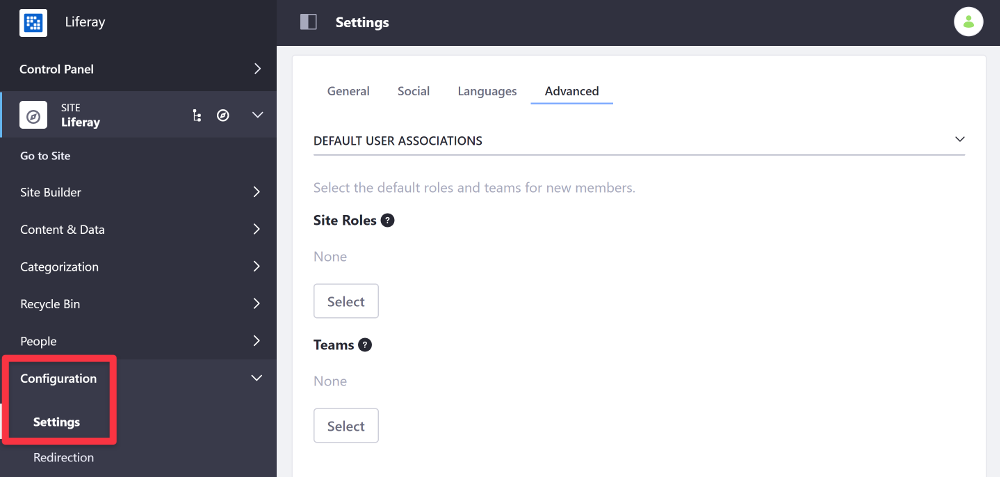 Liferay
Settings
Control Panel
SITE
Liferay
Go to Site
Site Builder
Content & Data
Categorization
Recycle Bin
People
Configuration
Settings
Redirection
General Social Languages Advanced
DEFAULT USER ASSOCIATIONS
Select the default roles and teams for new members.
Site Roles ?
None
Select
Teams ?
None
Select